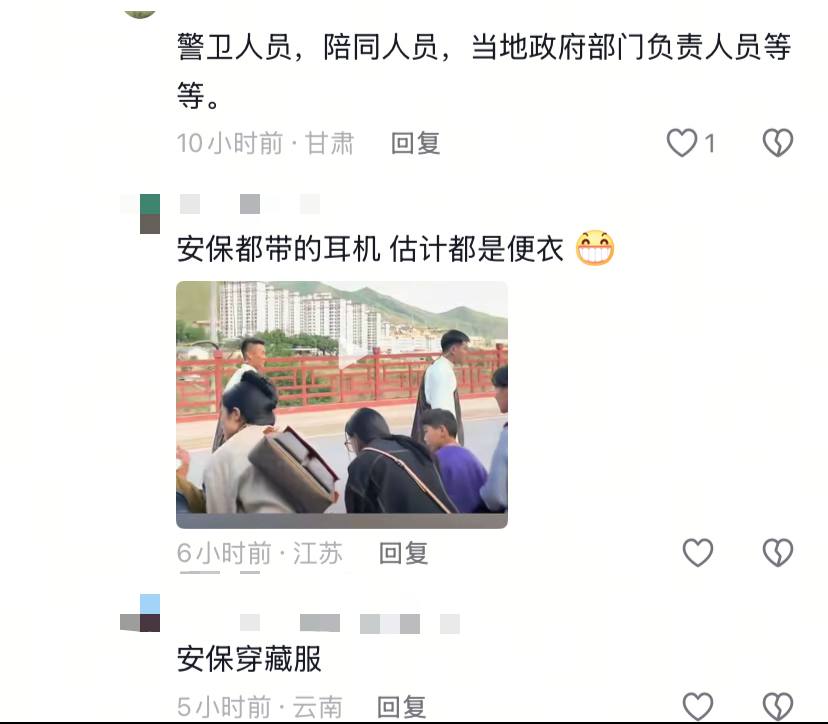 警卫人员，陪同人员，当地政府部门负责人员等
等。
10小时前·甘肃 回复 1
安保都带的耳机 估计都是便衣 😁
6小时前·江苏 回复
安保穿藏服
5小时前·云南 回复